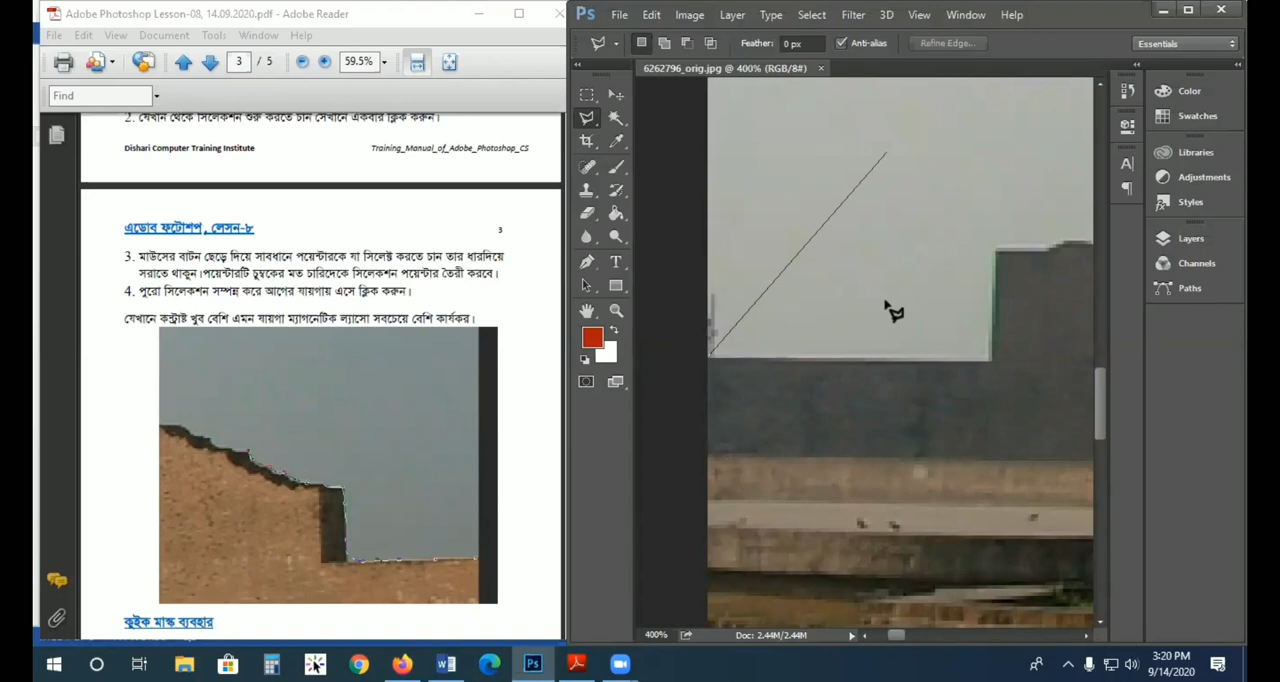 Adobe Photoshop Lesson-08, 14.09.2020.pdf - Adobe Reader
File Edit View Document Tools Window Help
3 / 5 59.5%
Find
2. যেখান থেকে সিলেকশন শুরু করতে চান সেখানে একবার ক্লিক করুন।
Dishari Computer Training Institute Training_Manual_of_Adobe_Photoshop_CS
এডোব ফটোশপ, লেসন-৮ 3
3. মাউসের বাটন ছেড়ে দিয়ে সাবধানে পয়েন্টারকে যা সিলেক্ট করতে চান তার ধারদিয়ে
সরাতে থাকুন।পয়েন্টারটি চুম্বকের মত চারিদেকে সিলেকশন পয়েন্টার তৈরী করবে।
4. পুরো সিলেকশন সম্পন্ন করে আগের যায়গায় এসে ক্লিক করুন।
যেখানে কন্ট্রাষ্ট খুব বেশি এমন যায়গা ম্যাগনেটিক ল্যাসো সবচেয়ে বেশি কার্যকর।
কুইক মাস্ক ব্যবহার
Ps File Edit Image Layer Type Select Filter 3D View Window Help
Feather: 0 px Anti-alias Refine Edge... Essentials
6262796_orig.jpg @ 400% (RGB/8#) ×
Color
Swatches
Libraries
Adjustments
Styles
Layers
Channels
Paths
400% Doc: 2.44M/2.44M
3:20 PM
9/14/2020